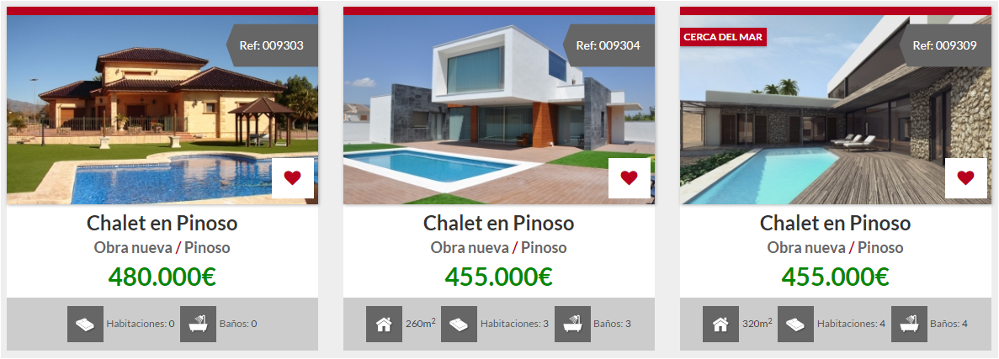 Ref: 009303
Chalet en Pinoso
Obra nueva / Pinoso
480.000€
Habitaciones: 0
Baños: 0
Ref: 009304
Chalet en Pinoso
Obra nueva / Pinoso
455.000€
260m²
Habitaciones: 3
Baños: 3
CERCA DEL MAR
Ref: 009309
Chalet en Pinoso
Obra nueva / Pinoso
455.000€
320m²
Habitaciones: 4
Baños: 4